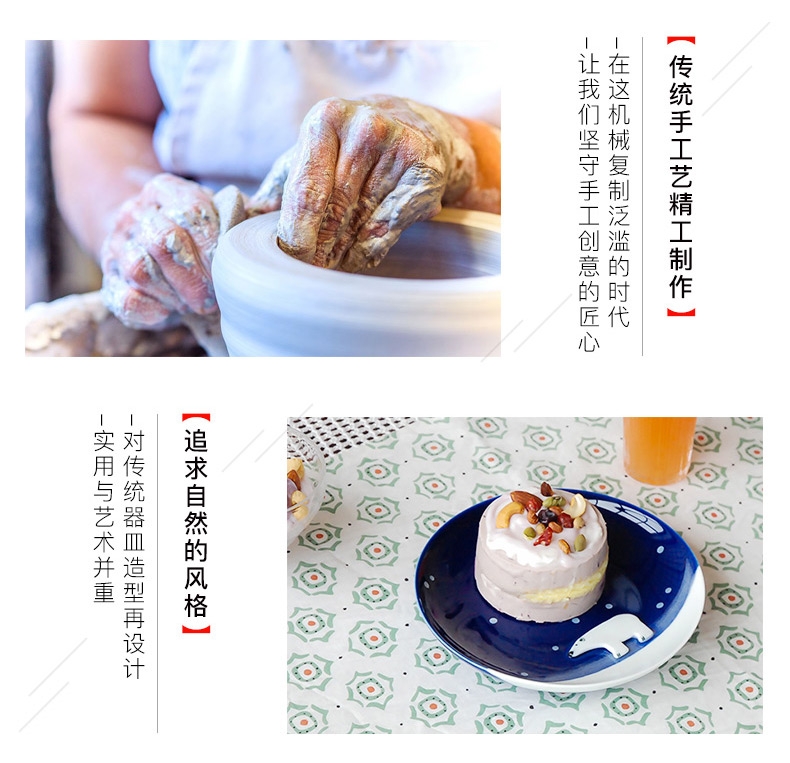 【传统手工艺精工制作】
在这机械复制泛滥的时代
让我们坚守手工创意的匠心
【追求自然的风格】
对传统器皿造型再设计
实用与艺术并重